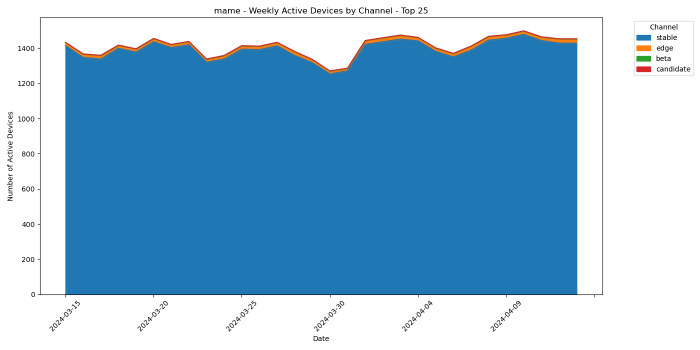 mame - Weekly Active Devices by Channel - Top 25
Number of Active Devices
1400
1200
1000
800
600
400
200
0
2024-03-15
2024-03-20
2024-03-25
2024-03-30
2024-04-04
2024-04-09
Date
Channel
stable
edge
beta
candidate